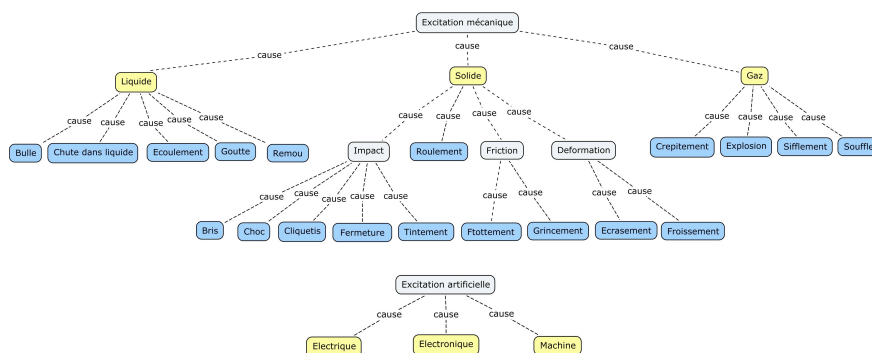 Excitation mécanique
cause
cause
cause
Liquide
Solide
Gaz
cause
cause
cause
cause
cause
cause
cause
cause
cause
cause
cause
cause
cause
Bulle
Chute dans liquide
Ecoulement
Goutte
Remou
Impact
Roulement
Friction
Deformation
Crepitement
Explosion
Sifflement
Souffle
cause
cause
cause
cause
cause
cause
cause
cause
cause
Bris
Choc
Cliquetis
Fermeture
Tintement
Ftottement
Grincement
Ecrasement
Froissement
Excitation artificielle
cause
cause
cause
Electrique
Electronique
Machine